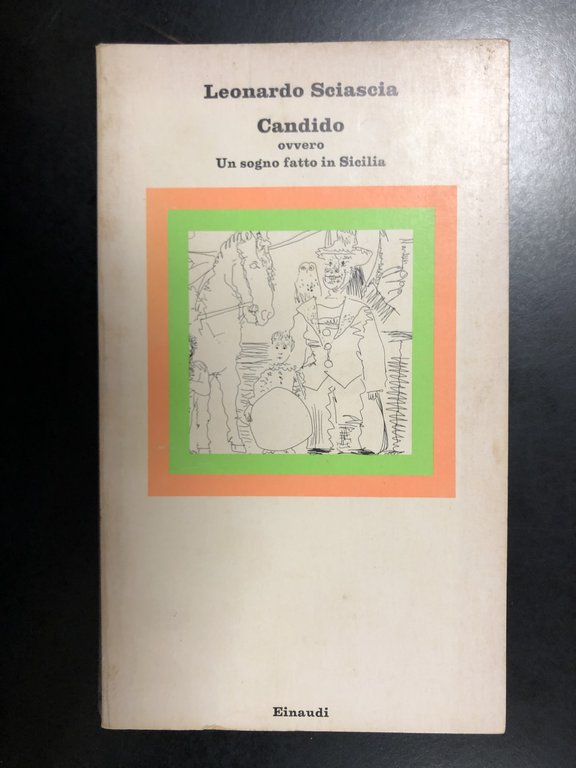 Leonardo Sciascia
Candido
ovvero
Un sogno fatto in Sicilia
Einaudi